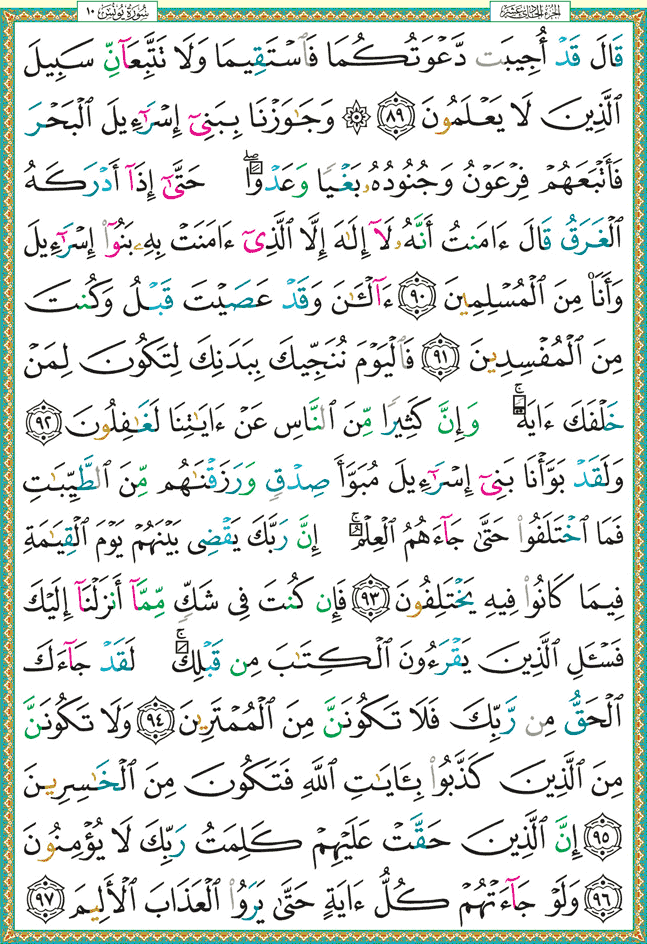 سُورَةُ يُونُسَ ١٠ الجزء الحادي عشر
قَالَ قَدۡ أُجِيبَت دَّعۡوَتُكُمَا فَٱسۡتَقِيمَا وَلَا تَتَّبِعَآنِّ سَبِيلَ
ٱلَّذِينَ لَا يَعۡلَمُونَ ٨٩ ۞ وَجَٰوَزۡنَا بِبَنِيٓ إِسۡرَٰٓءِيلَ ٱلۡبَحۡرَ
فَأَتۡبَعَهُمۡ فِرۡعَوۡنُ وَجُنُودُهُۥ بَغۡيٗا وَعَدۡوًاۖ حَتَّىٰٓ إِذَآ أَدۡرَكَهُ
ٱلۡغَرَقُ قَالَ ءَامَنتُ أَنَّهُۥ لَآ إِلَٰهَ إِلَّا ٱلَّذِيٓ ءَامَنَتۡ بِهِۦ بَنُوٓاْ إِسۡرَٰٓءِيلَ
وَأَنَا۠ مِنَ ٱلۡمُسۡلِمِينَ ٩٠ ءَآلۡـَٰٔنَ وَقَدۡ عَصَيۡتَ قَبۡلُ وَكُنتَ
مِنَ ٱلۡمُفۡسِدِينَ ٩١ فَٱلۡيَوۡمَ نُنَجِّيكَ بِبَدَنِكَ لِتَكُونَ لِمَنۡ
خَلۡفَكَ ءَايَةٗۚ وَإِنَّ كَثِيرٗا مِّنَ ٱلنَّاسِ عَنۡ ءَايَٰتِنَا لَغَٰفِلُونَ ٩٢
وَلَقَدۡ بَوَّأۡنَا بَنِيٓ إِسۡرَٰٓءِيلَ مُبَوَّأَ صِدۡقٖ وَرَزَقۡنَٰهُم مِّنَ ٱلطَّيِّبَٰتِ
فَمَا ٱخۡتَلَفُواْ حَتَّىٰ جَآءَهُمُ ٱلۡعِلۡمُۚ إِنَّ رَبَّكَ يَقۡضِي بَيۡنَهُمۡ يَوۡمَ ٱلۡقِيَٰمَةِ
فِيمَا كَانُواْ فِيهِ يَخۡتَلِفُونَ ٩٣ فَإِن كُنتَ فِي شَكّٖ مِّمَّآ أَنزَلۡنَآ إِلَيۡكَ
فَسۡـَٔلِ ٱلَّذِينَ يَقۡرَءُونَ ٱلۡكِتَٰبَ مِن قَبۡلِكَۚ لَقَدۡ جَآءَكَ
ٱلۡحَقُّ مِن رَّبِّكَ فَلَا تَكُونَنَّ مِنَ ٱلۡمُمۡتَرِينَ ٩٤ وَلَا تَكُونَنَّ
مِنَ ٱلَّذِينَ كَذَّبُواْ بِـَٔايَٰتِ ٱللَّهِ فَتَكُونَ مِنَ ٱلۡخَٰسِرِينَ
٩٥ إِنَّ ٱلَّذِينَ حَقَّتۡ عَلَيۡهِمۡ كَلِمَتُ رَبِّكَ لَا يُؤۡمِنُونَ
٩٦ وَلَوۡ جَآءَتۡهُمۡ كُلُّ ءَايَةٍ حَتَّىٰ يَرَوُاْ ٱلۡعَذَابَ ٱلۡأَلِيمَ ٩٧